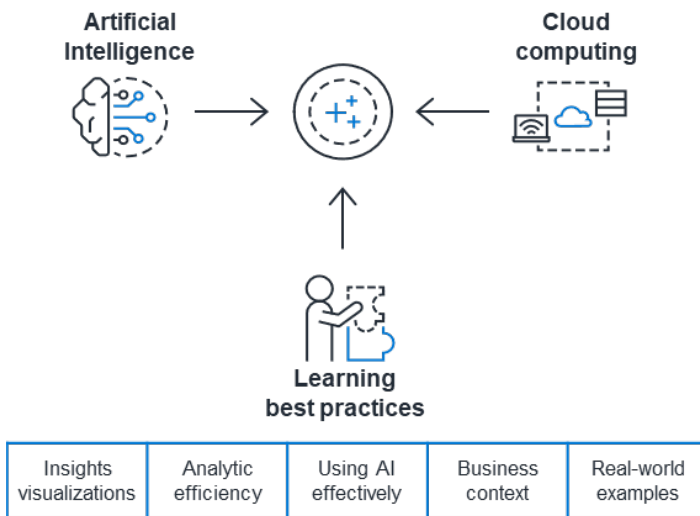 Artificial
Intelligence
Cloud
computing
Learning
best practices
Insights
visualizations
Analytic
efficiency
Using AI
effectively
Business
context
Real-world
examples